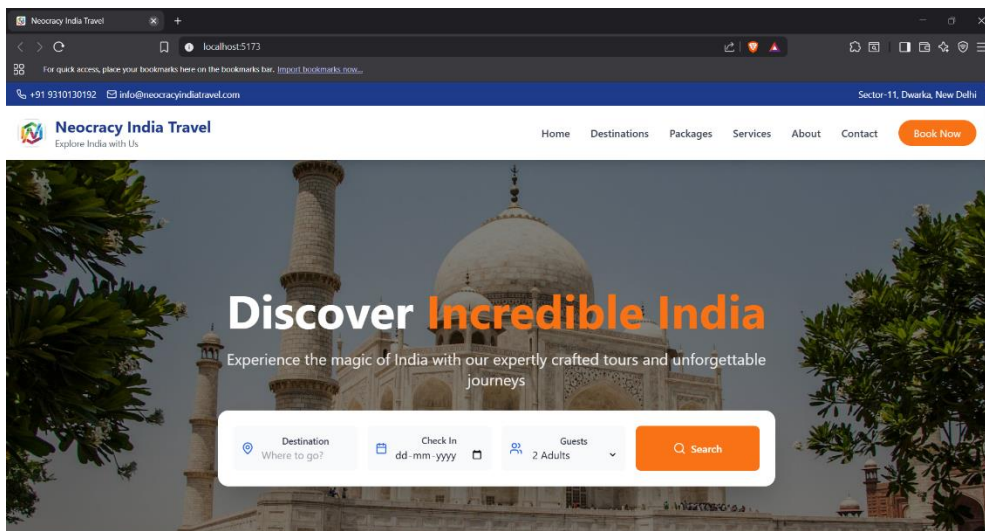 Neocracy India Travel
localhost:5173
For quick access, place your bookmarks here on the bookmarks bar. Import bookmarks now...
+91 9310130192 info@neocracyindiatravel.com Sector-11, Dwarka, New Delhi
Neocracy India Travel
Explore India with Us
Home Destinations Packages Services About Contact Book Now
Discover Incredible India
Experience the magic of India with our expertly crafted tours and unforgettable
journeys
Destination Check In Guests
Where to go? dd-mm-yyyy 2 Adults Search